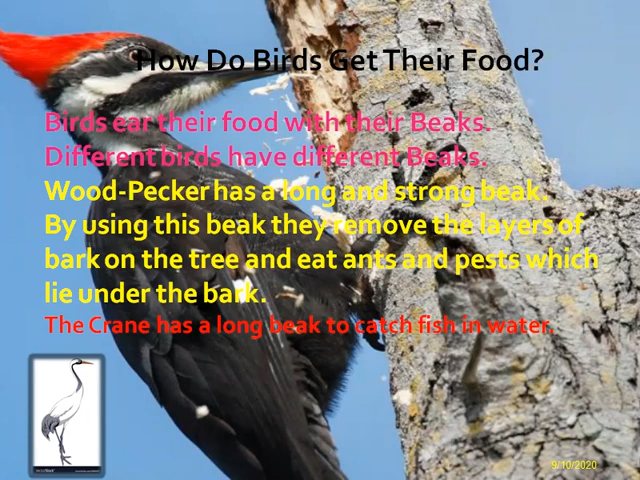 How Do Birds Get Their Food?
Birds ear their food with their Beaks.
Different birds have different Beaks.
Wood-Pecker has a long and strong beak.
By using this beak they remove the layers of
bark on the tree and eat ants and pests which
lie under the bark.
The Crane has a long beak to catch fish in water.
9/10/2020